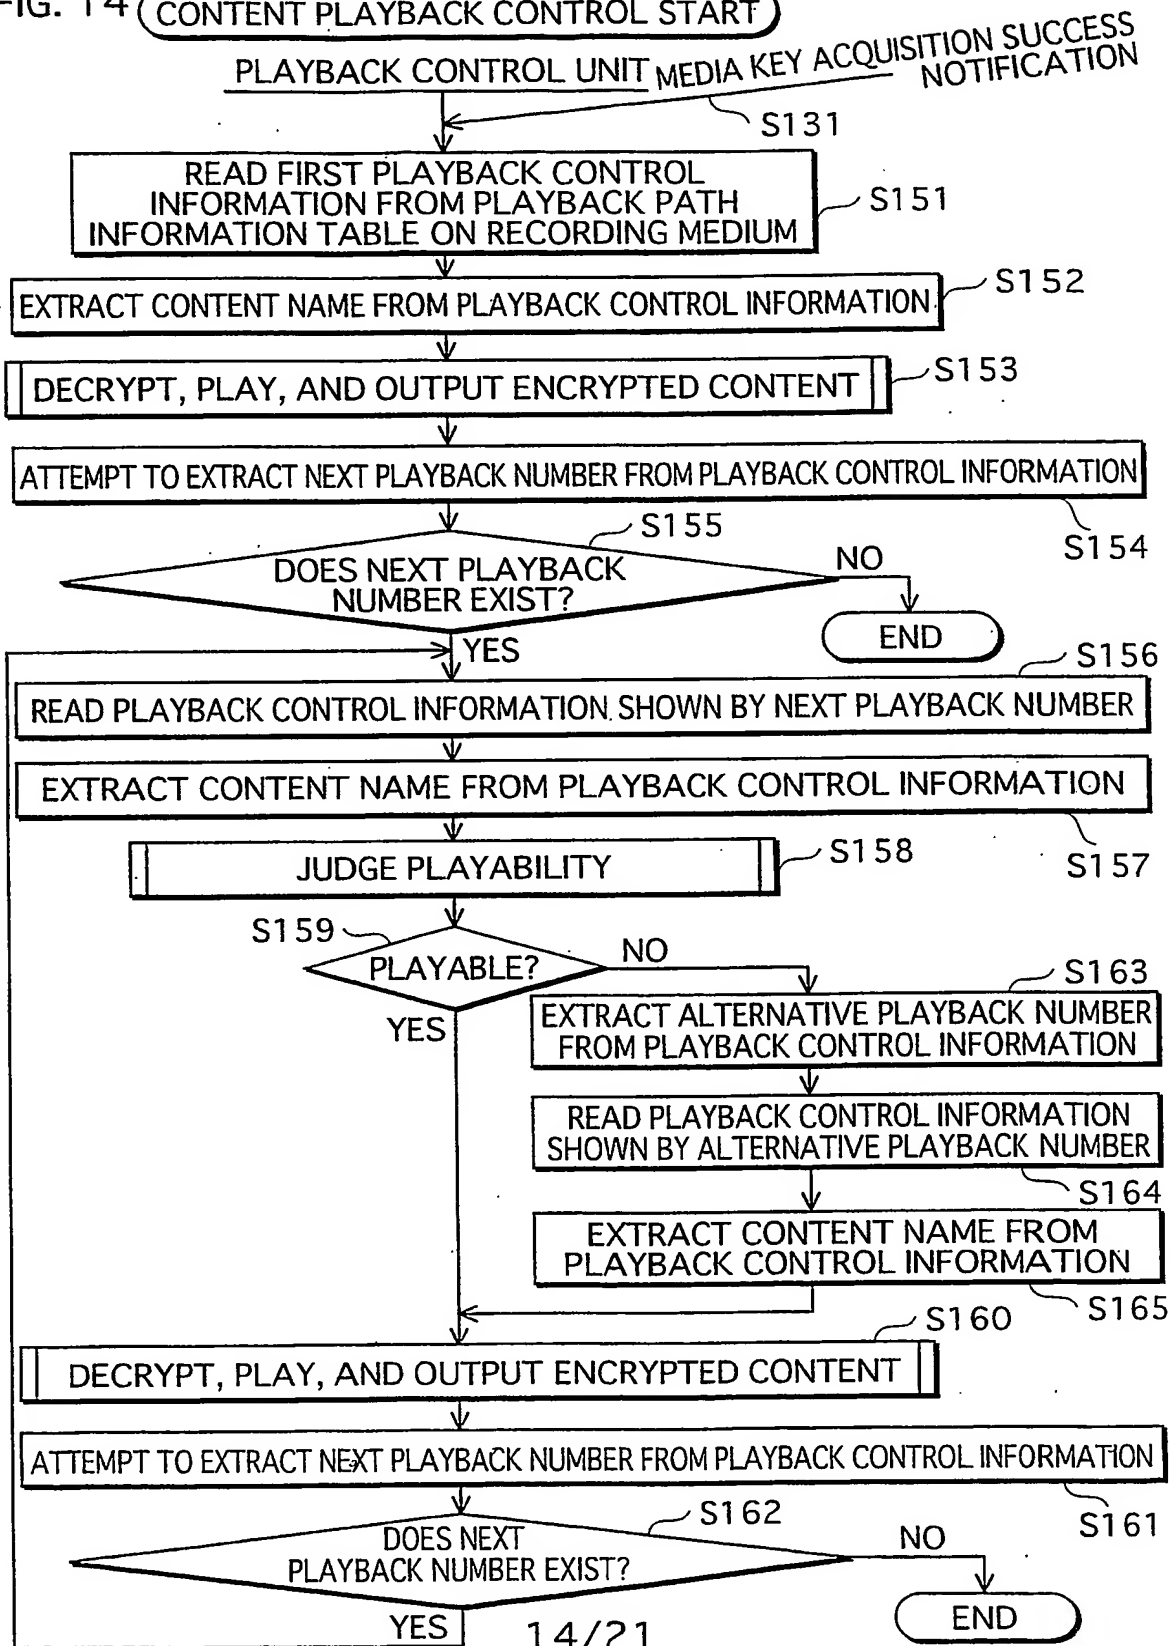 FIG. 14
CONTENT PLAYBACK CONTROL START
PLAYBACK CONTROL UNIT
MEDIA KEY ACQUISITION SUCCESS
NOTIFICATION
S131
READ FIRST PLAYBACK CONTROL
INFORMATION FROM PLAYBACK PATH
INFORMATION TABLE ON RECORDING MEDIUM
S151
EXTRACT CONTENT NAME FROM PLAYBACK CONTROL INFORMATION
S152
DECRYPT, PLAY, AND OUTPUT ENCRYPTED CONTENT
S153
ATTEMPT TO EXTRACT NEXT PLAYBACK NUMBER FROM PLAYBACK CONTROL INFORMATION
S154
S155
DOES NEXT PLAYBACK
NUMBER EXIST?
NO
END
YES
S156
READ PLAYBACK CONTROL INFORMATION SHOWN BY NEXT PLAYBACK NUMBER
EXTRACT CONTENT NAME FROM PLAYBACK CONTROL INFORMATION
S157
JUDGE PLAYABILITY
S158
S159
PLAYABLE?
NO
YES
S163
EXTRACT ALTERNATIVE PLAYBACK NUMBER
FROM PLAYBACK CONTROL INFORMATION
READ PLAYBACK CONTROL INFORMATION
SHOWN BY ALTERNATIVE PLAYBACK NUMBER
S164
EXTRACT CONTENT NAME FROM
PLAYBACK CONTROL INFORMATION
S165
S160
DECRYPT, PLAY, AND OUTPUT ENCRYPTED CONTENT
ATTEMPT TO EXTRACT NEXT PLAYBACK NUMBER FROM PLAYBACK CONTROL INFORMATION
S161
S162
DOES NEXT
PLAYBACK NUMBER EXIST?
NO
END
YES
14/21